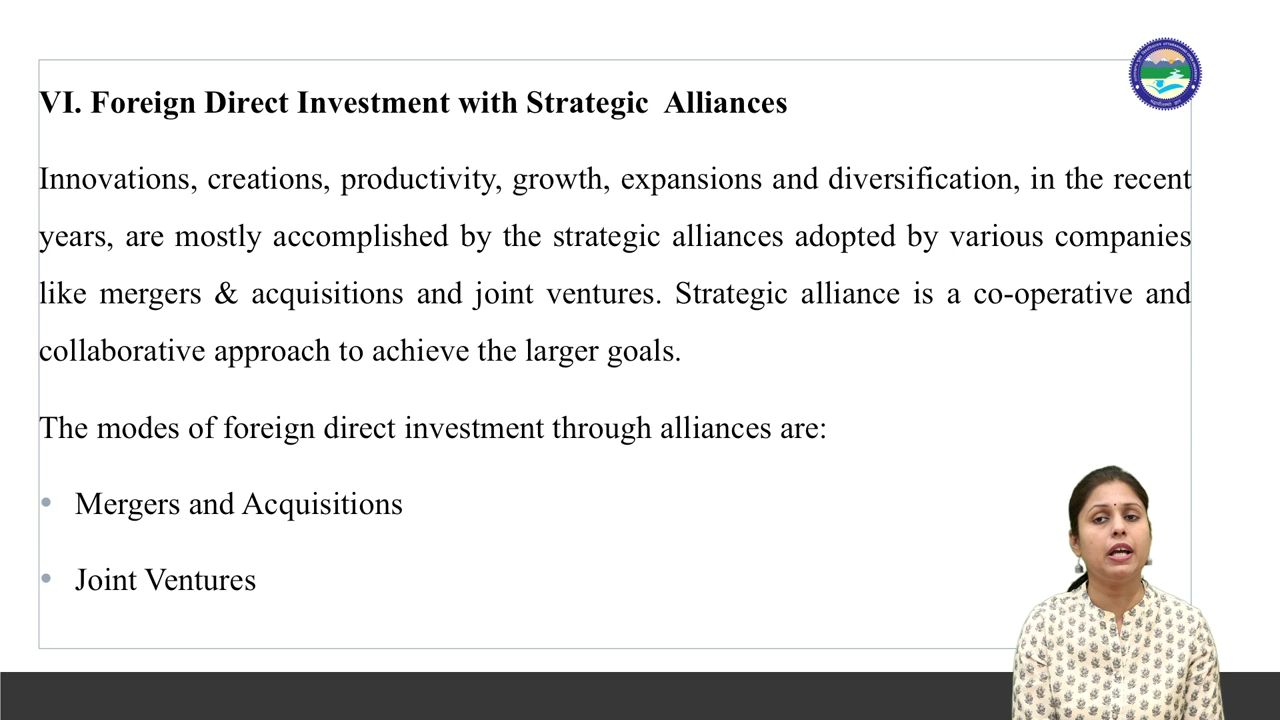 VI. Foreign Direct Investment with Strategic  Alliances
Innovations, creations, productivity, growth, expansions and diversification, in the recent
years, are mostly accomplished by the strategic alliances adopted by various companies
like mergers & acquisitions and joint ventures. Strategic alliance is a co-operative and
collaborative approach to achieve the larger goals.
The modes of foreign direct investment through alliances are:
• Mergers and Acquisitions
• Joint Ventures